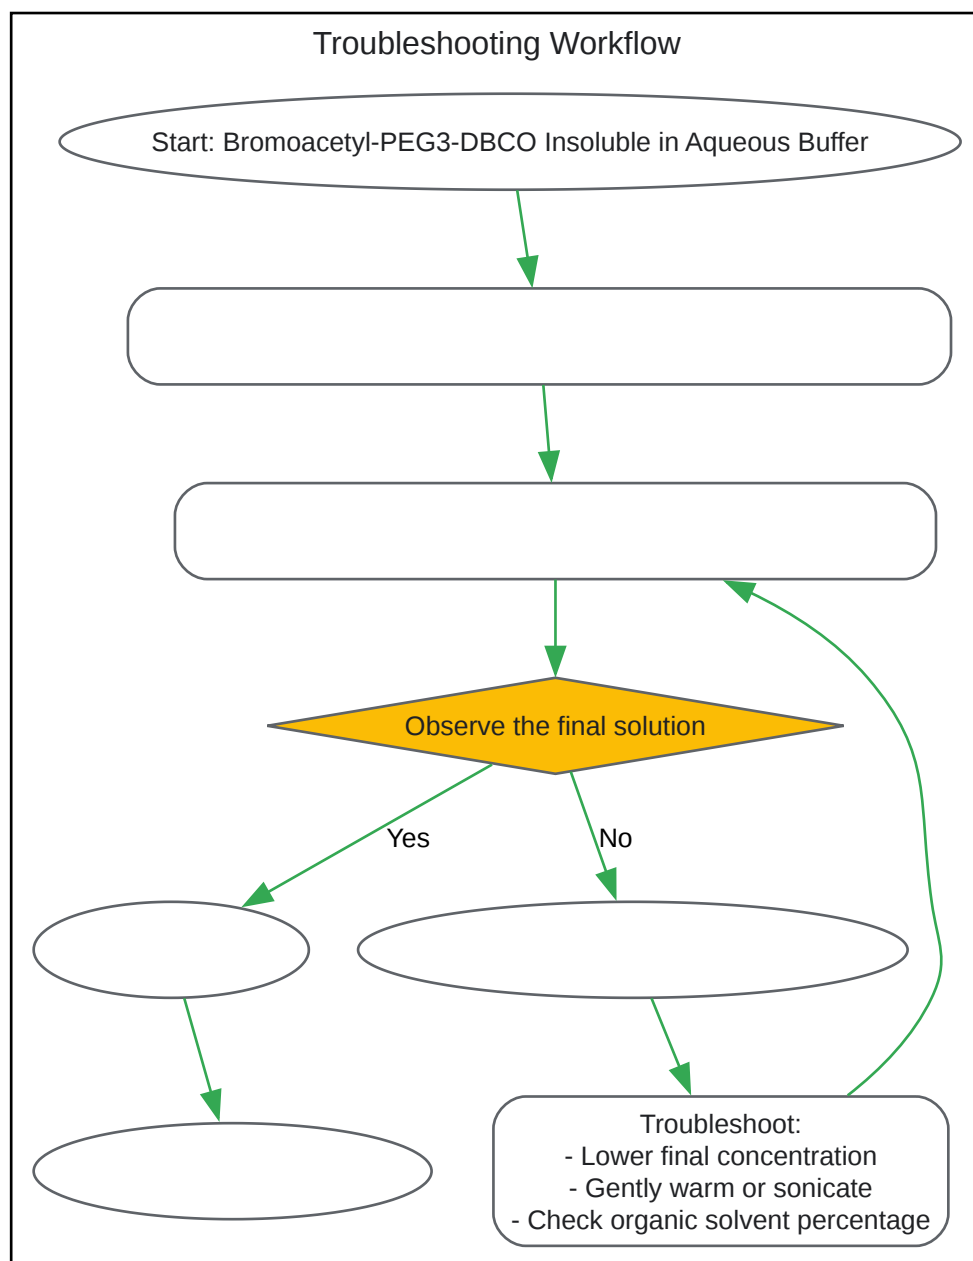 Troubleshooting Workflow
Start: Bromoacetyl-PEG3-DBCO Insoluble in Aqueous Buffer
Observe the final solution
Yes
No
Troubleshoot:
- Lower final concentration
- Gently warm or sonicate
- Check organic solvent percentage